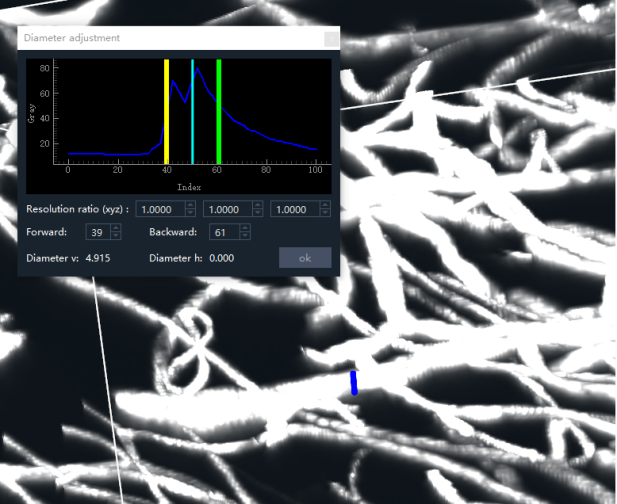 Diameter adjustment
80
60
40
20
Gray
0 20 40 60 80 100
Index
Resolution ratio (xyz) : 1.0000 1.0000 1.0000
Forward: 39 Backward: 61
Diameter v: 4.915 Diameter h: 0.000 ok